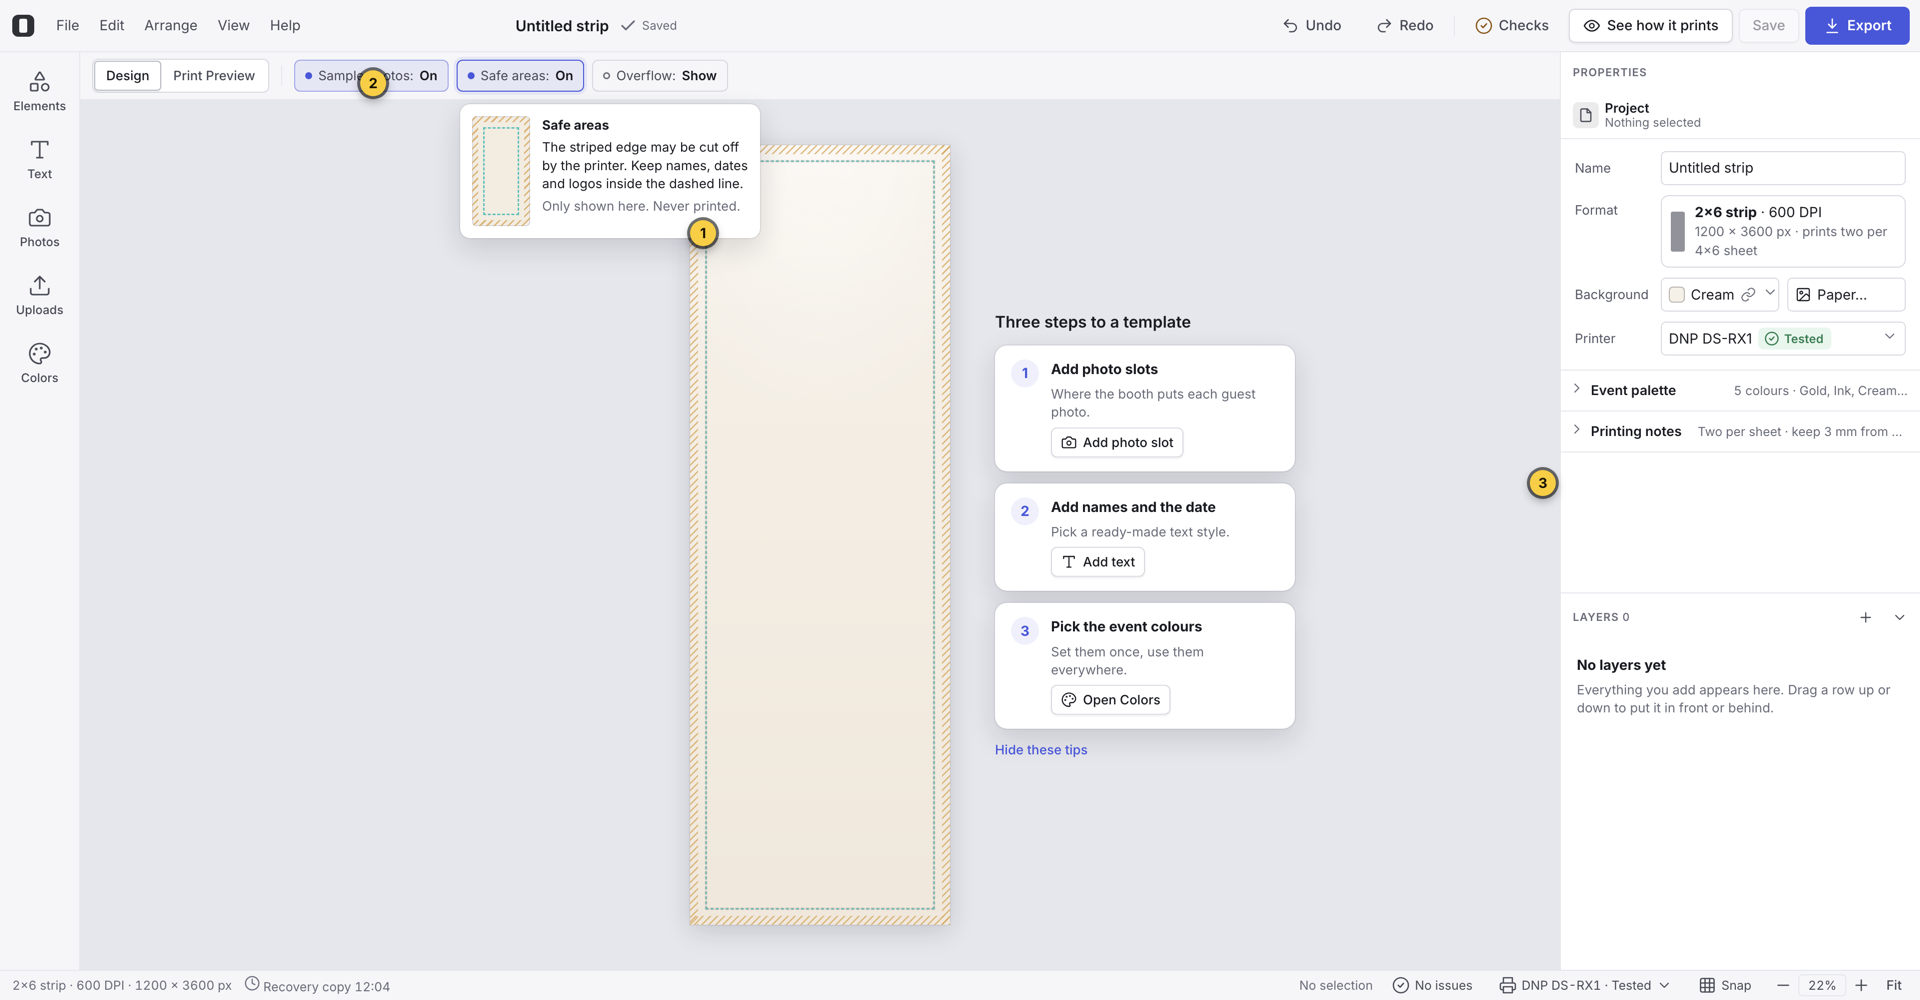 File Edit Arrange View Help
Untitled strip Saved
Undo Redo Checks See how it prints Save Export
Design Print Preview
Sample otos: On
Safe areas: On
Overflow: Show
2
Elements
Text
Photos
Uploads
Colors
Safe areas
The striped edge may be cut off
by the printer. Keep names, dates
and logos inside the dashed line.
Only shown here. Never printed.
1
Three steps to a template
1 Add photo slots
Where the booth puts each guest
photo.
Add photo slot
2 Add names and the date
Pick a ready-made text style.
Add text
3 Pick the event colours
Set them once, use them
everywhere.
Open Colors
Hide these tips
3
PROPERTIES
Project
Nothing selected
Name Untitled strip
Format 2×6 strip · 600 DPI
1200 × 3600 px · prints two per
4×6 sheet
Background Cream Paper...
Printer DNP DS-RX1 Tested
Event palette 5 colours · Gold, Ink, Cream...
Printing notes Two per sheet · keep 3 mm from ...
LAYERS 0
No layers yet
Everything you add appears here. Drag a row up or
down to put it in front or behind.
2×6 strip · 600 DPI · 1200 × 3600 px Recovery copy 12:04
No selection No issues DNP DS-RX1 · Tested Snap 22% Fit